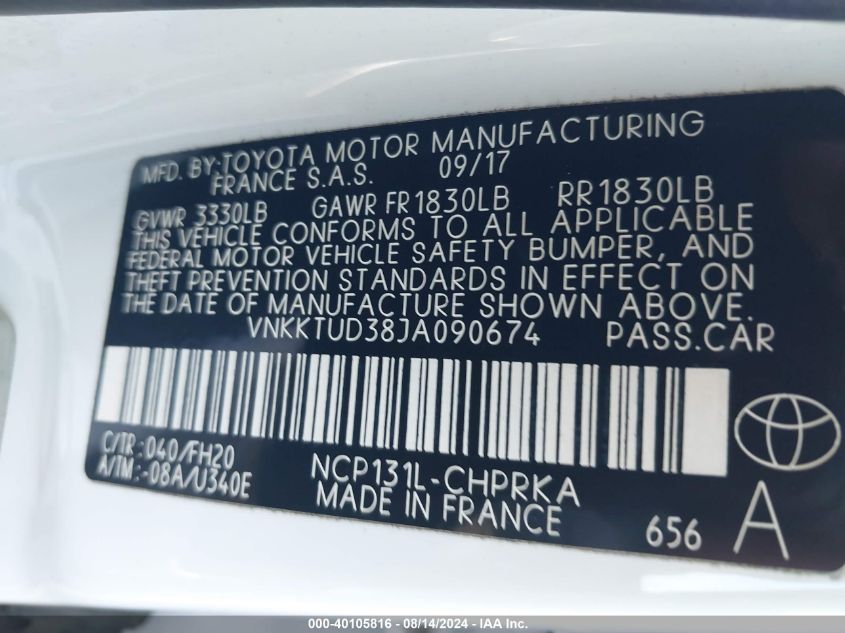 MFD. BY:TOYOTA MOTOR MANUFACTURING
FRANCE S.A.S. 09/17
GVWR 3330LB GAWR FR1830LB RR1830LB
THIS VEHICLE CONFORMS TO ALL APPLICABLE
FEDERAL MOTOR VEHICLE SAFETY BUMPER, AND
THEFT PREVENTION STANDARDS IN EFFECT ON
THE DATE OF MANUFACTURE SHOWN ABOVE.
VNKKTUD38JA090674 PASS.CAR
C/TR:040/FH20
A/TM:-08A/U340E
NCP131L-CHPRKA
MADE IN FRANCE
656 A
000-40105816 - 08/14/2024 - IAA Inc.